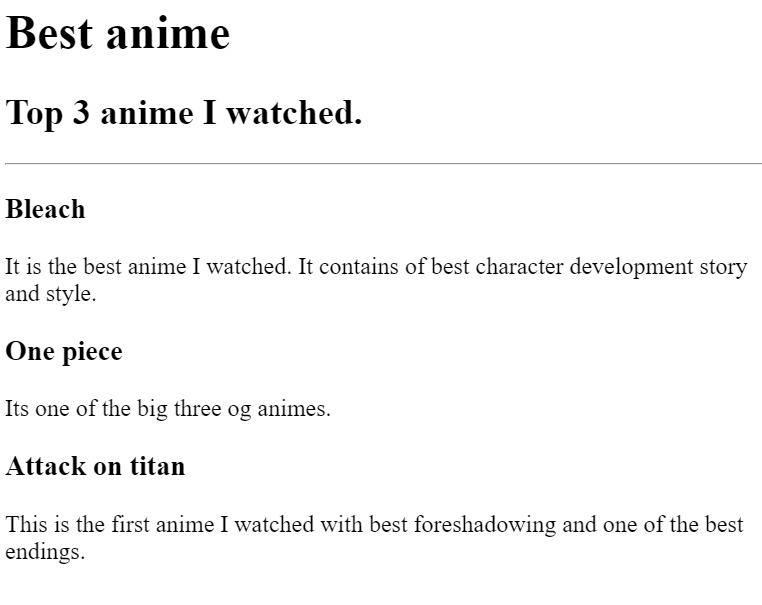 Best anime
Top 3 anime I watched.
Bleach
It is the best anime I watched. It contains of best character development story
and style.
One piece
Its one of the big three og animes.
Attack on titan
This is the first anime I watched with best foreshadowing and one of the best
endings.